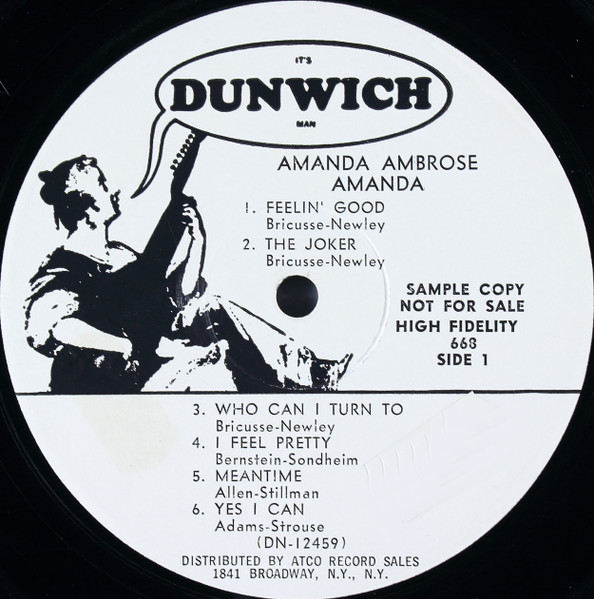 IT'S
DUNWICH
MAN
AMANDA AMBROSE
AMANDA
1. FEELIN' GOOD
Bricusse-Newley
2. THE JOKER
Bricusse-Newley
SAMPLE COPY
NOT FOR SALE
HIGH FIDELITY
668
SIDE 1
3. WHO CAN I TURN TO
Bricusse-Newley
4. I FEEL PRETTY
Bernstein-Sondheim
5. MEANTIME
Allen-Stillman
6. YES I CAN
Adams-Strouse
(DN-12459)
DISTRIBUTED BY ATCO RECORD SALES
1841 BROADWAY, N.Y., N.Y.